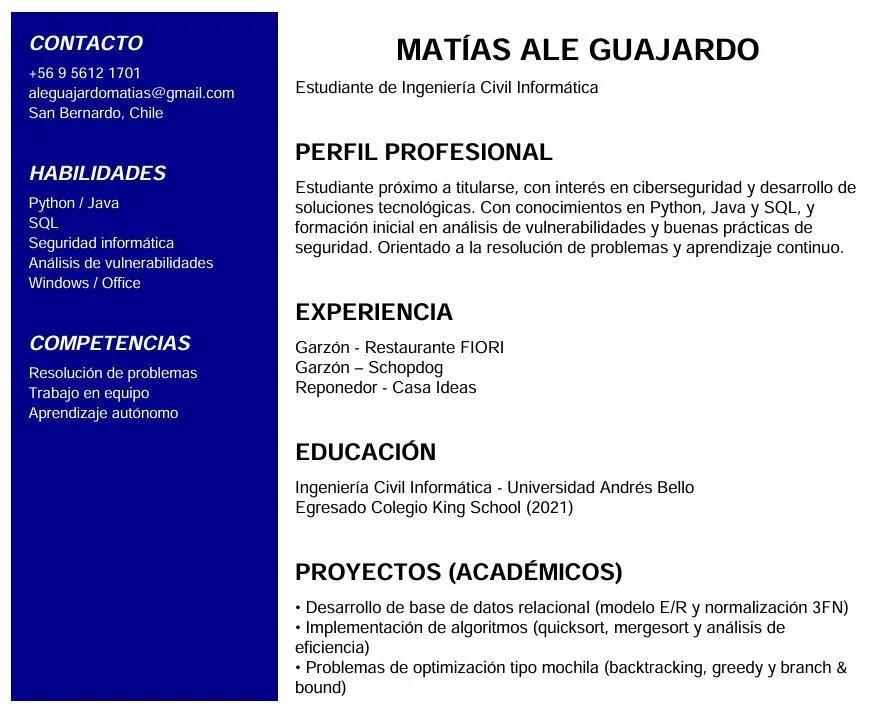 CONTACTO
+56 9 5612 1701
aleguajardomatias@gmail.com
San Bernardo, Chile
HABILIDADES
Python / Java
SQL
Seguridad informática
Análisis de vulnerabilidades
Windows / Office
COMPETENCIAS
Resolución de problemas
Trabajo en equipo
Aprendizaje autónomo
MATÍAS ALE GUAJARDO
Estudiante de Ingeniería Civil Informática
PERFIL PROFESIONAL
Estudiante próximo a titularse, con interés en ciberseguridad y desarrollo de
soluciones tecnológicas. Con conocimientos en Python, Java y SQL, y
formación inicial en análisis de vulnerabilidades y buenas prácticas de
seguridad. Orientado a la resolución de problemas y aprendizaje continuo.
EXPERIENCIA
Garzón - Restaurante FIORI
Garzón – Schopdog
Reponedor - Casa Ideas
EDUCACIÓN
Ingeniería Civil Informática - Universidad Andrés Bello
Egresado Colegio King School (2021)
PROYECTOS (ACADÉMICOS)
• Desarrollo de base de datos relacional (modelo E/R y normalización 3FN)
• Implementación de algoritmos (quicksort, mergesort y análisis de
eficiencia)
• Problemas de optimización tipo mochila (backtracking, greedy y branch &
bound)